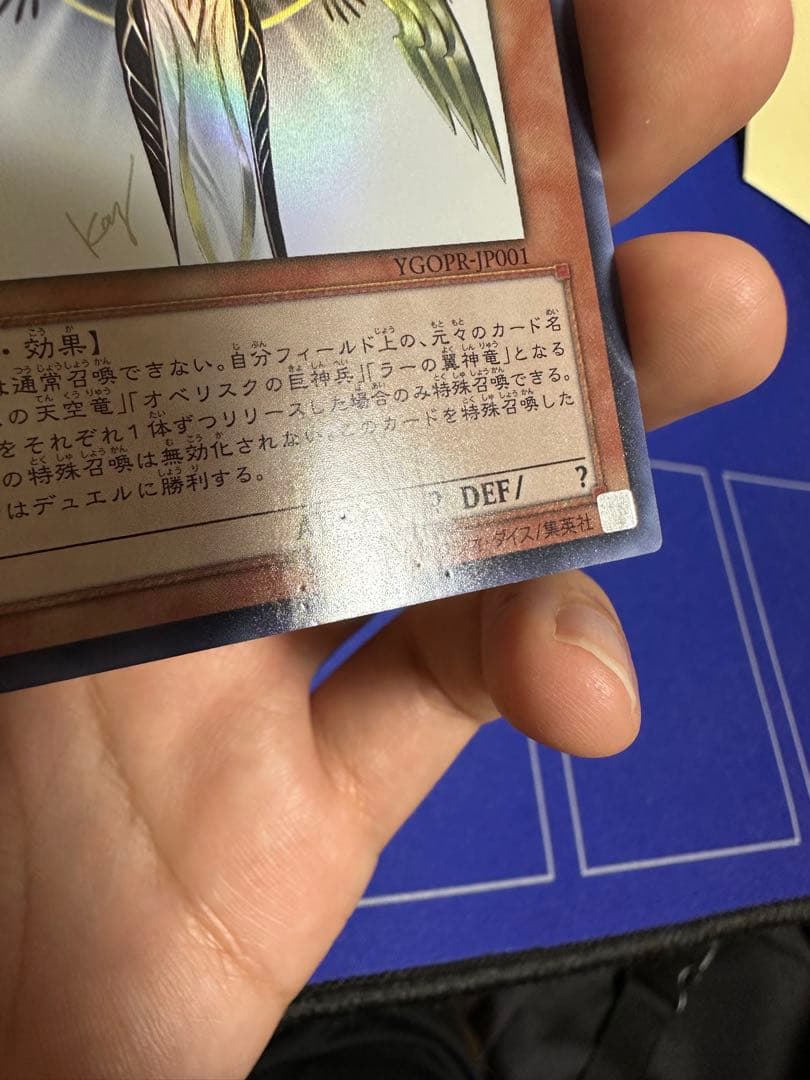 Kay
YGOPR-JP001
・効果】
は通常召喚できない。自分フィールド上の、元々のカード名
の天空竜」「オベリスクの巨神兵」「ラーの翼神竜」となる
をそれぞれ1体ずつリリースした場合のみ特殊召喚できる。
の特殊召喚は無効化されない。このカードを特殊召喚した
はデュエルに勝利する。
? DEF/ ?
ダイス/集英社